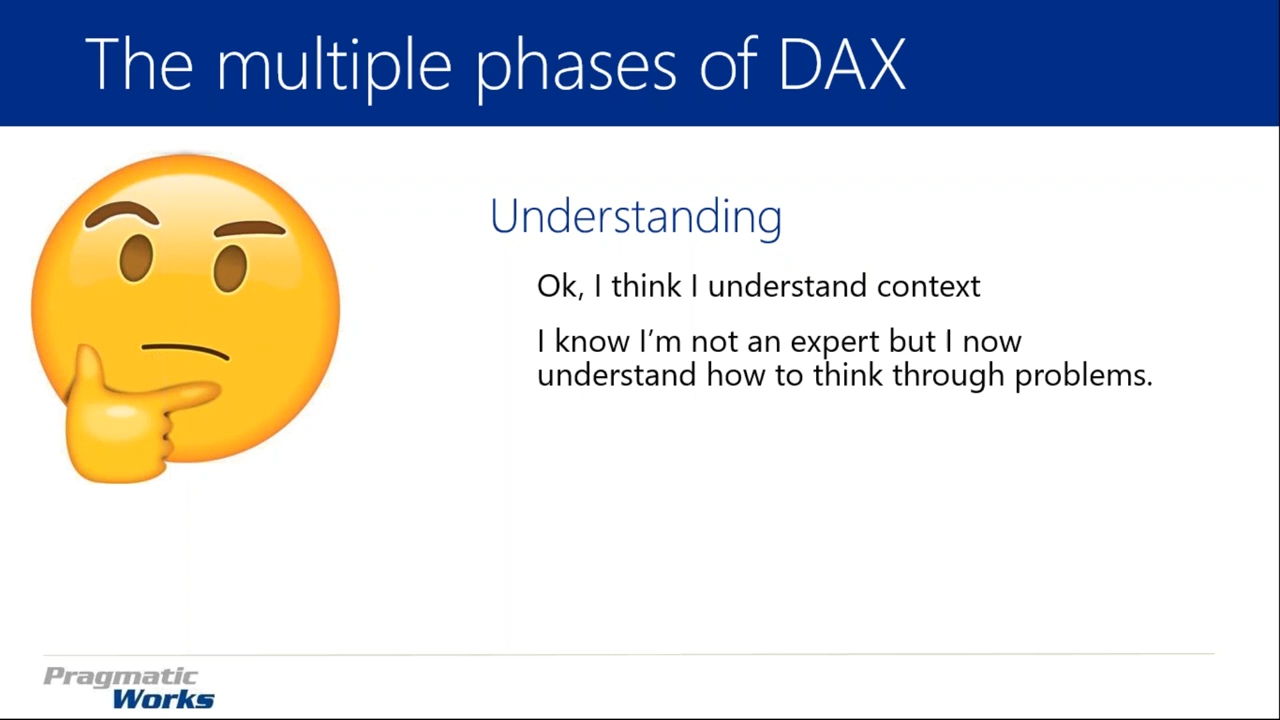 The multiple phases of DAX
Understanding
Ok, I think I understand context
I know I’m not an expert but I now
understand how to think through problems.
Pragmatic
Works